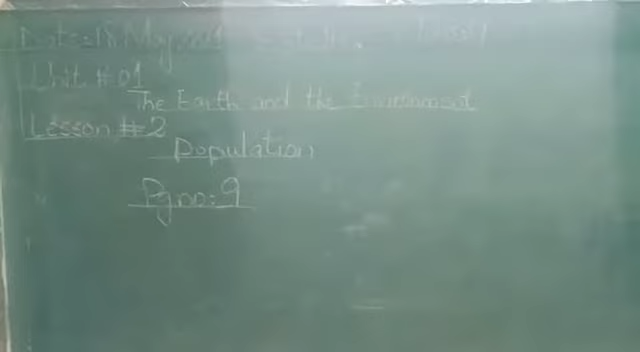 Unit #01
The Earth and the Environment
Lesson #2
Population
Pg no: 9